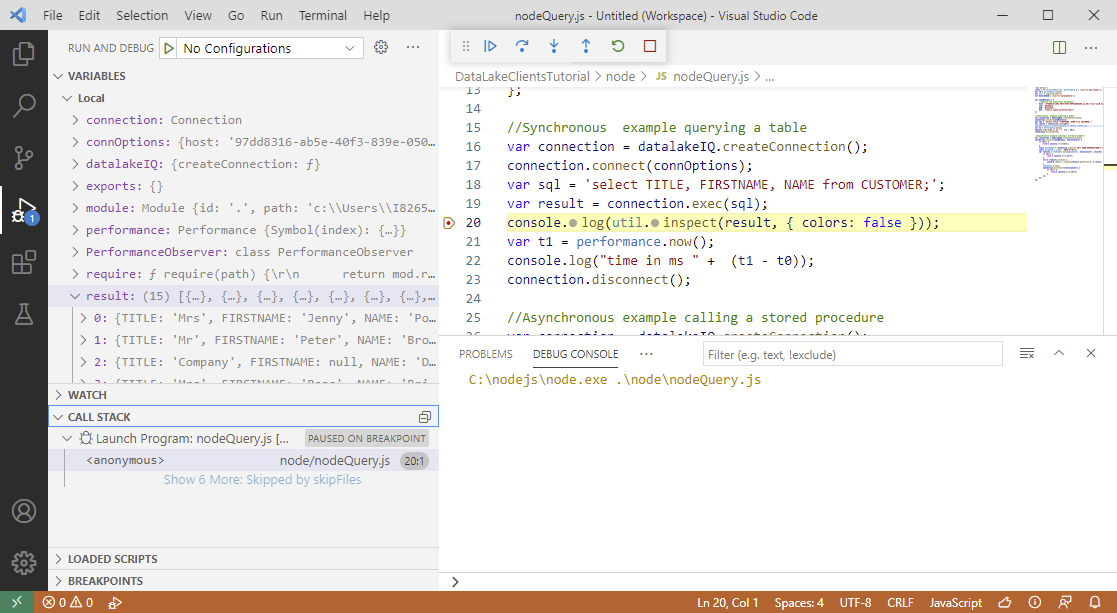 File Edit Selection View Go Run Terminal Help nodeQuery.js - Untitled (Workspace) - Visual Studio Code
RUN AND DEBUG No Configurations
1
VARIABLES
Local
connection: Connection
connOptions: {host: '97dd8316-ab5e-40f3-839e-050…
datalakeIQ: {createConnection: ƒ}
exports: {}
module: Module {id: '.', path: 'c:\\Users\\I8265…
performance: Performance {Symbol(index): {…}}
PerformanceObserver: class PerformanceObserver
require: ƒ require(path) {\r\n      return mod.r…
result: (15) [{…}, {…}, {…}, {…}, {…}, {…}, {…},…
0: {TITLE: 'Mrs', FIRSTNAME: 'Jenny', NAME: 'Po…
1: {TITLE: 'Mr', FIRSTNAME: 'Peter', NAME: 'Bro…
2: {TITLE: 'Company', FIRSTNAME: null, NAME: 'D…
WATCH
CALL STACK
Launch Program: nodeQuery.js [… PAUSED ON BREAKPOINT
<anonymous> node/nodeQuery.js 20:1
Show 6 More: Skipped by skipFiles
LOADED SCRIPTS
BREAKPOINTS
DataLakeClientsTutorial > node > JS nodeQuery.js > ...
13 };
14
15 //Synchronous  example querying a table
16 var connection = datalakeIQ.createConnection();
17 connection.connect(connOptions);
18 var sql = 'select TITLE, FIRSTNAME, NAME from CUSTOMER;';
19 var result = connection.exec(sql);
20 console.log(util.inspect(result, { colors: false }));
21 var t1 = performance.now();
22 console.log("time in ms " +  (t1 - t0));
23 connection.disconnect();
24
25 //Asynchronous example calling a stored procedure
26 var connection = datalakeIQ.createConnection();
PROBLEMS DEBUG CONSOLE ... Filter (e.g. text, !exclude)
C:\nodejs\node.exe .\node\nodeQuery.js
>
0 0 Ln 20, Col 1 Spaces: 4 UTF-8 CRLF JavaScript